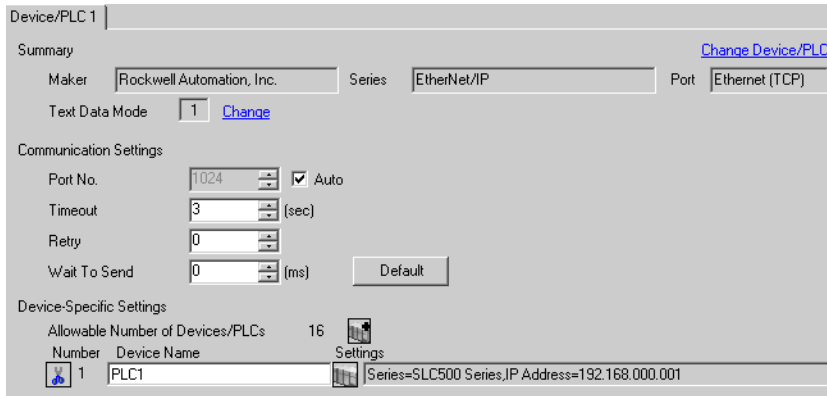 Device/PLC 1
Summary Change Device/PLC
Maker Rockwell Automation, Inc. Series EtherNet/IP Port Ethernet (TCP)
Text Data Mode 1 Change
Communication Settings
Port No. 1024 Auto
Timeout 3 (sec)
Retry 0
Wait To Send 0 (ms) Default
Device-Specific Settings
Allowable Number of Devices/PLCs 16
Number Device Name Settings
1 PLC1 Series=SLC500 Series,IP Address=192.168.000.001